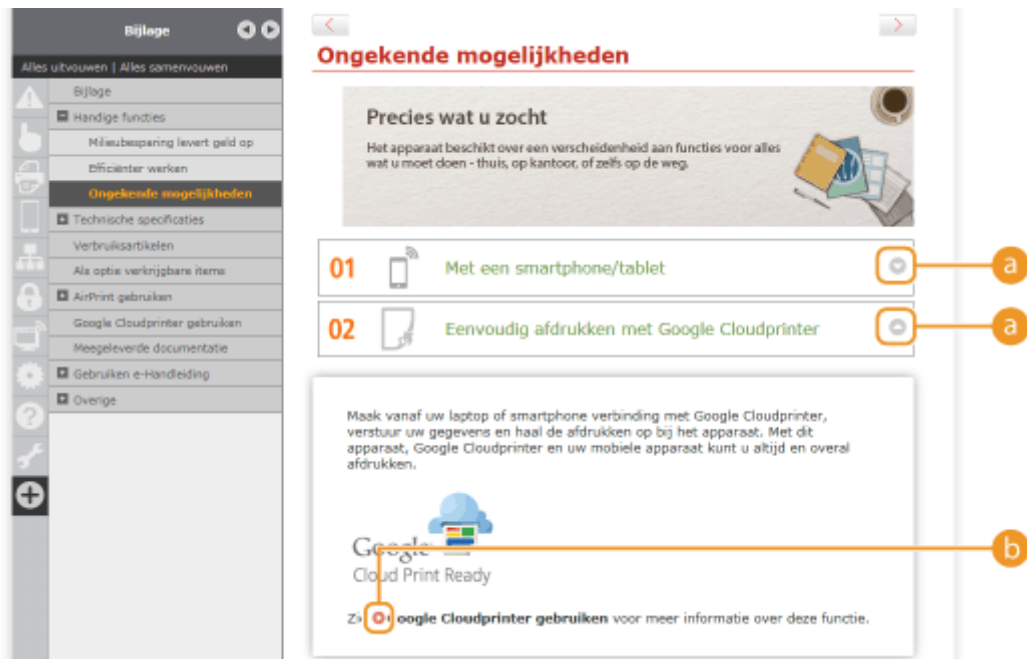 Bijlage
Alles uitvouwen | Alles samenvouwen
Bijlage
Handige functies
Milieubesparing levert geld op
Efficiënter werken
Ongekende mogelijkheden
Technische specificaties
Verbruiksartikelen
Als optie verkrijgbare items
AirPrint gebruiken
Google Cloudprinter gebruiken
Meegeleverde documentatie
Gebruiken e-Handleiding
Overige
Ongekende mogelijkheden
Precies wat u zocht
Het apparaat beschikt over een verscheidenheid aan functies voor alles
wat u moet doen - thuis, op kantoor, of zelfs op de weg.
01 Met een smartphone/tablet
a
02 Eenvoudig afdrukken met Google Cloudprinter
a
Maak vanaf uw laptop of smartphone verbinding met Google Cloudprinter,
verstuur uw gegevens en haal de afdrukken op bij het apparaat. Met dit
apparaat, Google Cloudprinter en uw mobiele apparaat kunt u altijd en overal
afdrukken.
Google
Cloud Print Ready
b
oogle Cloudprinter gebruiken voor meer informatie over deze functie.